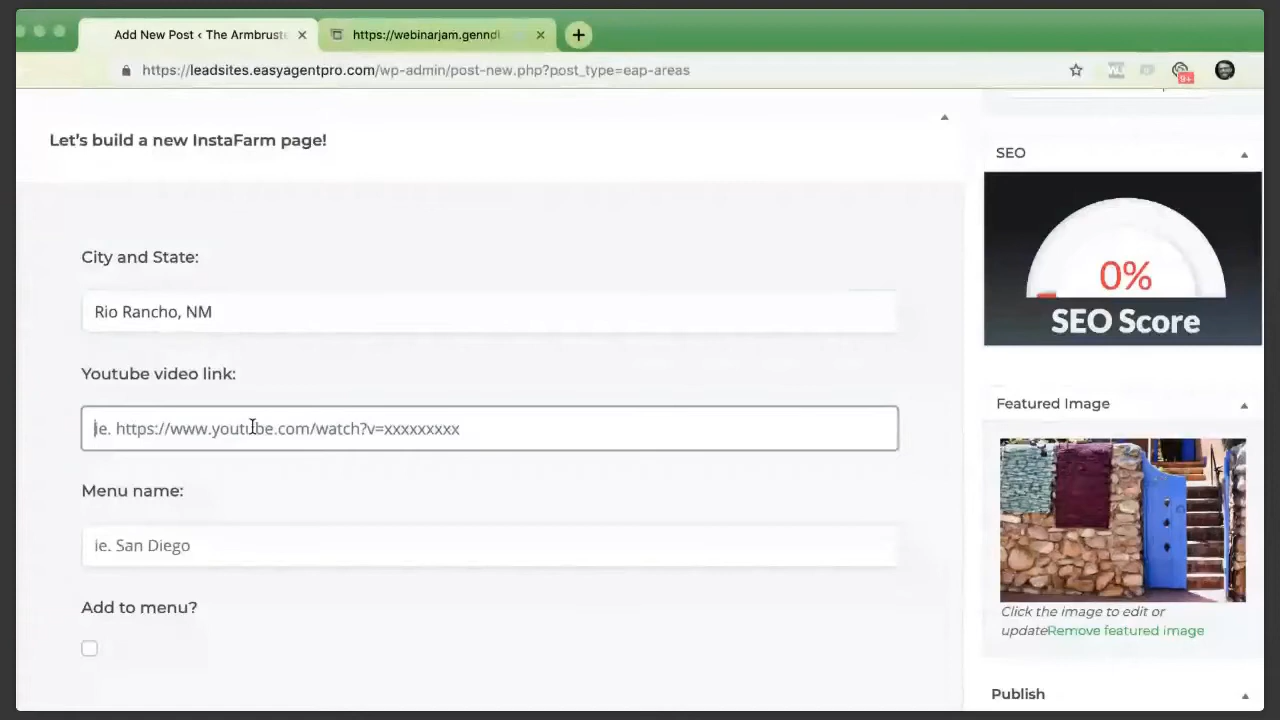 Add New Post ‹ The Armbruste
https://webinarjam.genndi
https://leadsites.easyagentpro.com/wp-admin/post-new.php?post_type=eap-areas
9+
Let's build a new InstaFarm page!
SEO
City and State:
0%
SEO Score
Rio Rancho, NM
Youtube video link:
Featured Image
ie. https://www.youtube.com/watch?v=xxxxxxxxx
Menu name:
ie. San Diego
Add to menu?
Click the image to edit or
updateRemove featured image
Publish